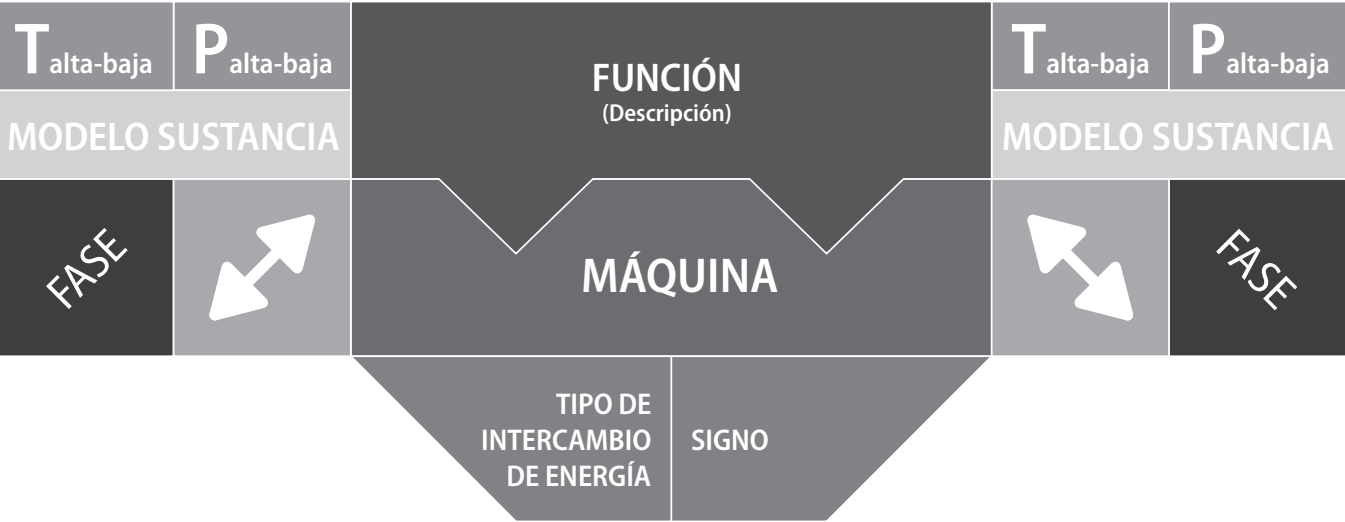 T alta-baja
P alta-baja
MODELO SUSTANCIA
FASE
FUNCIÓN
(Descripción)
MÁQUINA
TIPO DE
INTERCAMBIO
DE ENERGÍA
SIGNO
T alta-baja
P alta-baja
MODELO SUSTANCIA
FASE